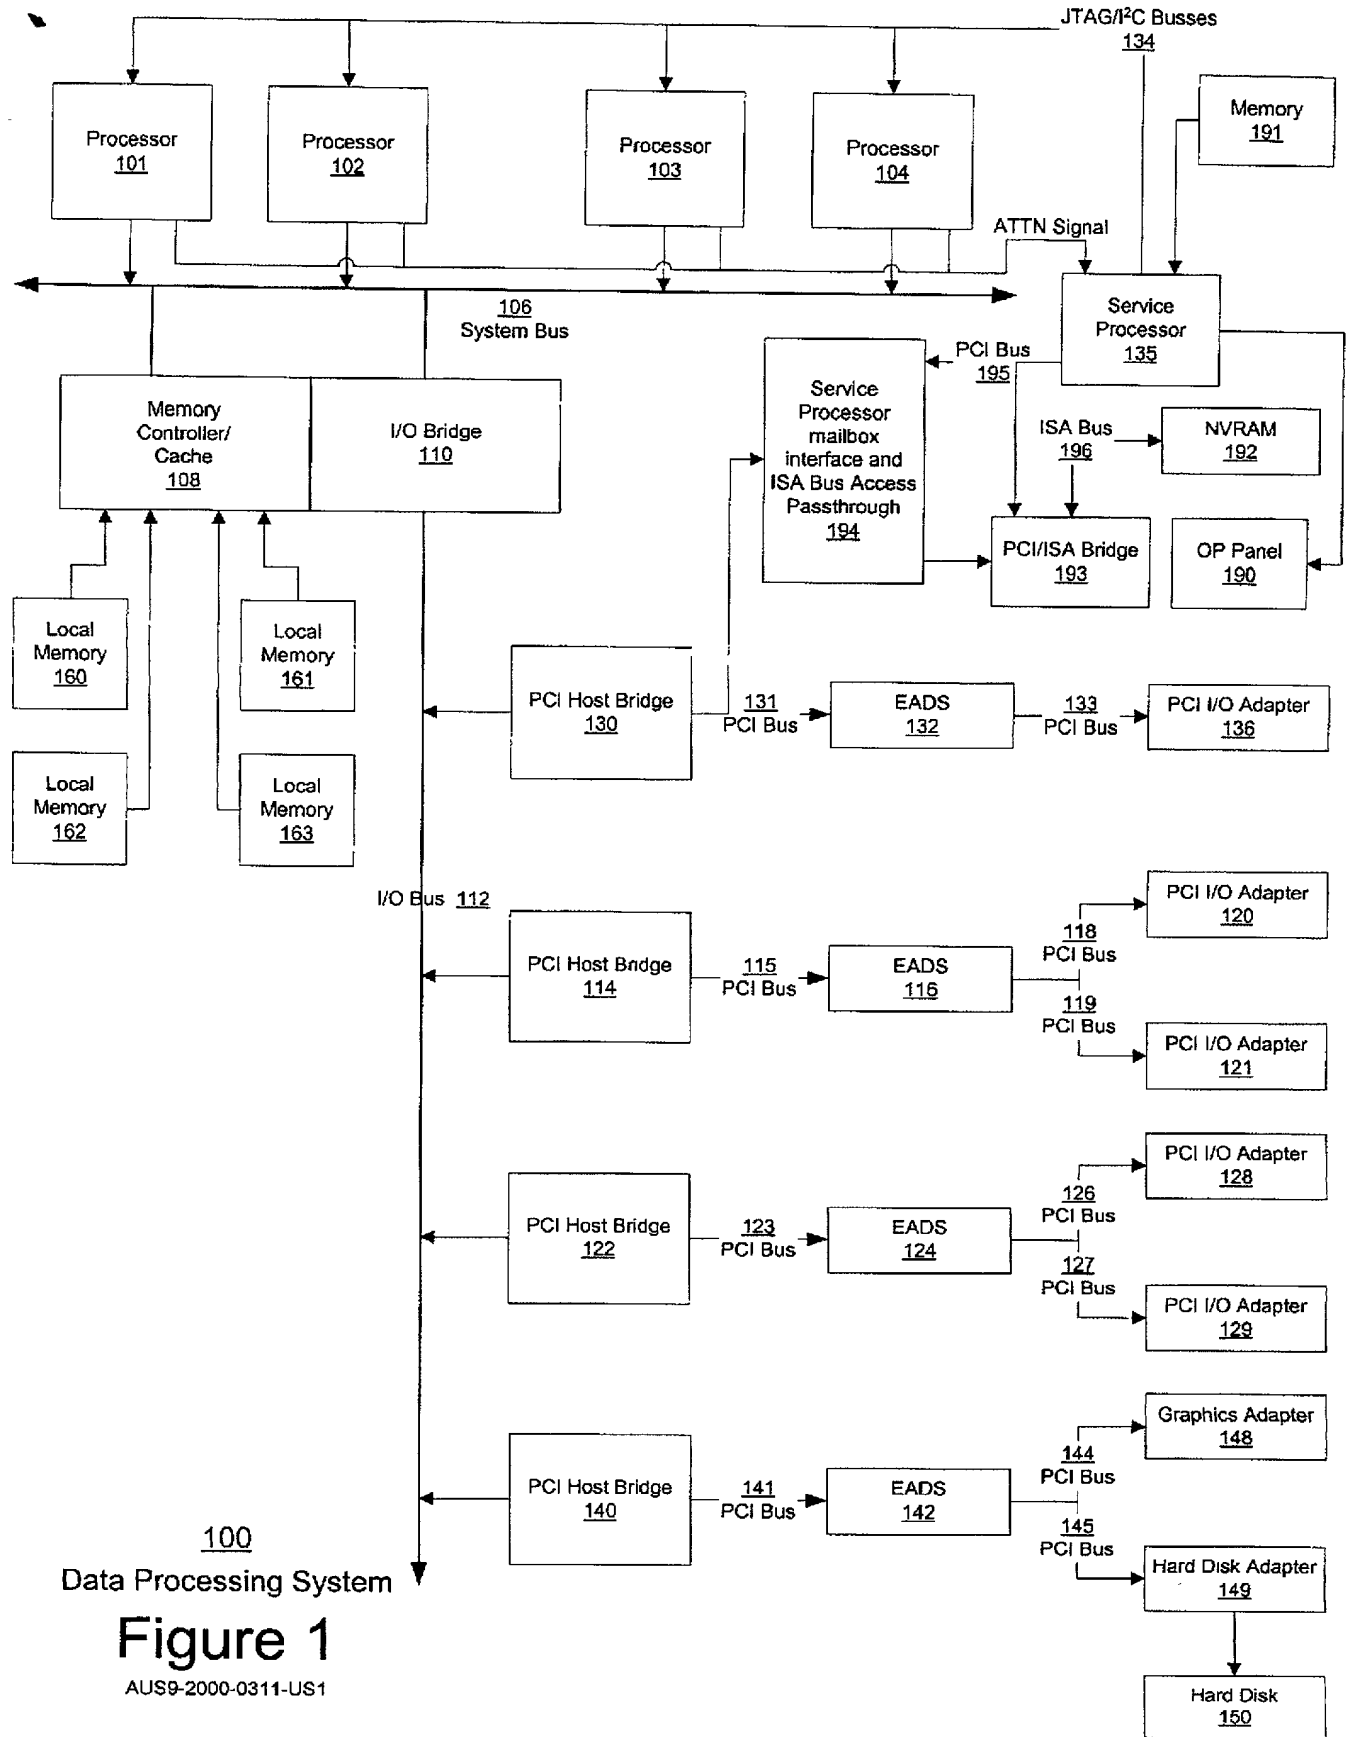 JTAG/I²C Busses
134
Processor
101
Processor
102
Processor
103
Processor
104
Memory
191
ATTN Signal
106
System Bus
Service
Processor
135
PCI Bus
195
Memory
Controller/
Cache
108
I/O Bridge
110
Service
Processor
mailbox
interface and
ISA Bus Access
Passthrough
194
ISA Bus
196
NVRAM
192
PCI/ISA Bridge
193
OP Panel
190
Local
Memory
160
Local
Memory
161
Local
Memory
162
Local
Memory
163
PCI Host Bridge
130
131
PCI Bus
EADS
132
133
PCI Bus
PCI I/O Adapter
136
I/O Bus 112
PCI Host Bridge
114
115
PCI Bus
EADS
116
118
PCI Bus
119
PCI Bus
PCI I/O Adapter
120
PCI I/O Adapter
121
PCI Host Bridge
122
123
PCI Bus
EADS
124
126
PCI Bus
127
PCI Bus
PCI I/O Adapter
128
PCI I/O Adapter
129
PCI Host Bridge
140
141
PCI Bus
EADS
142
144
PCI Bus
145
PCI Bus
Graphics Adapter
148
Hard Disk Adapter
149
Hard Disk
150
100
Data Processing System
Figure 1
AUS9-2000-0311-US1